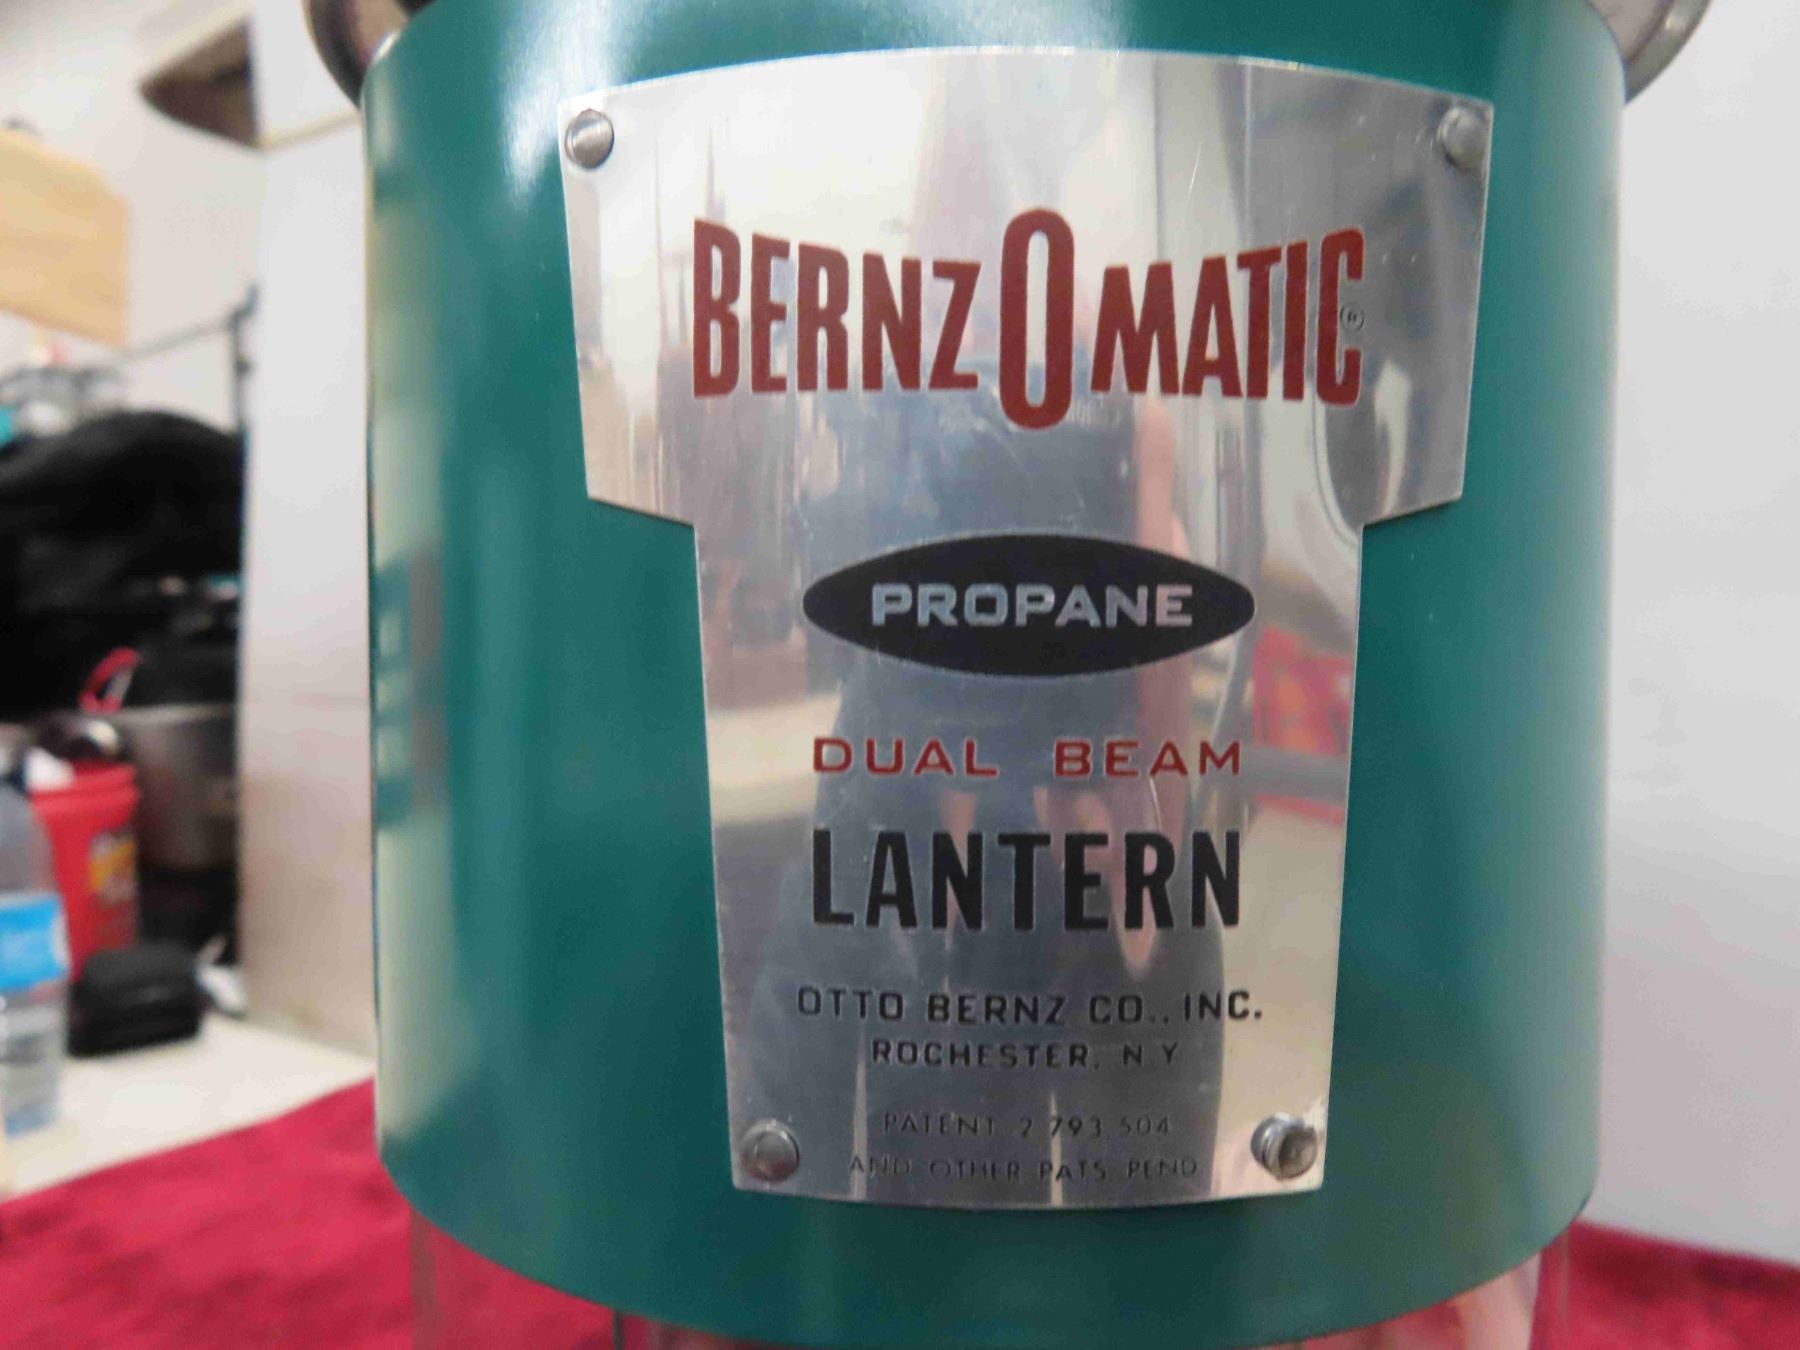 BERNZOMATIC®
PROPANE
DUAL BEAM
LANTERN
OTTO BERNZ CO., INC.
ROCHESTER, N Y
PATENT 2 793 504
AND OTHER PATS PEND